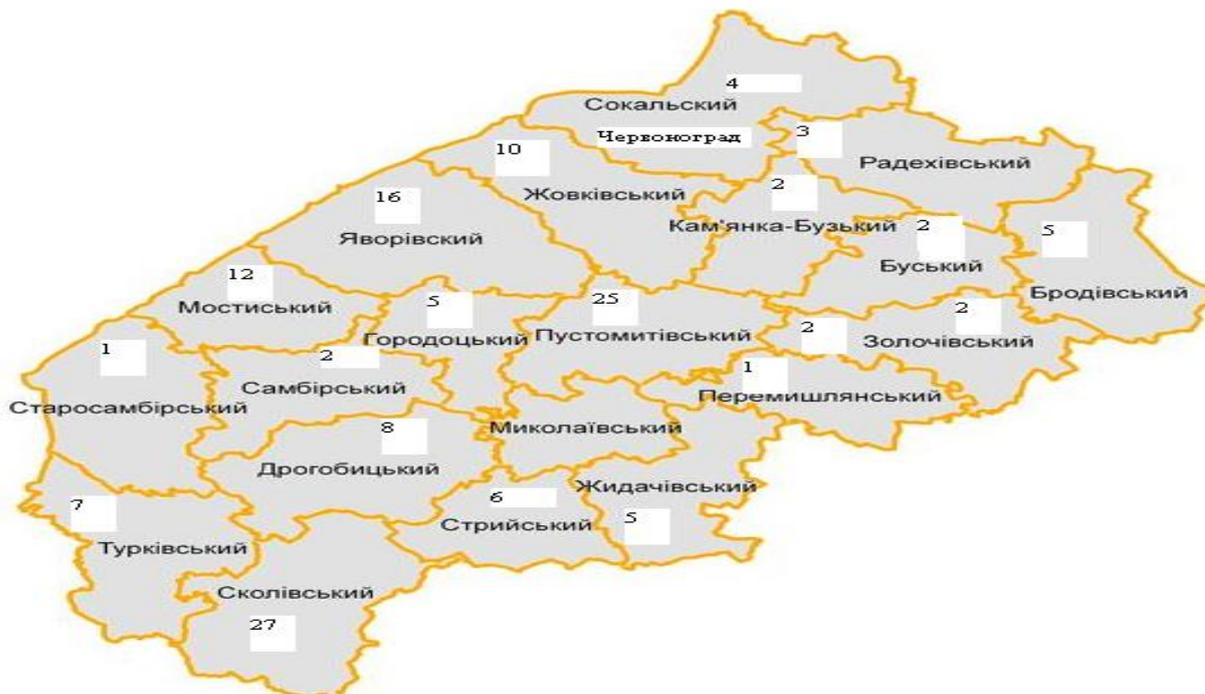 4
Сокальский
Червоноград
3
Радехівський
10
Жовківський
2
Кам'янка-Бузький
16
Яворівский
2
Буський
5
Бродівський
12
Мостиський
5
Городоцький
25
Пустомитівський
2
2
Золочівський
1
Старосамбірський
2
Самбірський
1
Перемишлянський
8
Дрогобицький
Миколаївський
Жидачівський
5
6
Стрийський
7
Турківський
Сколівський
27